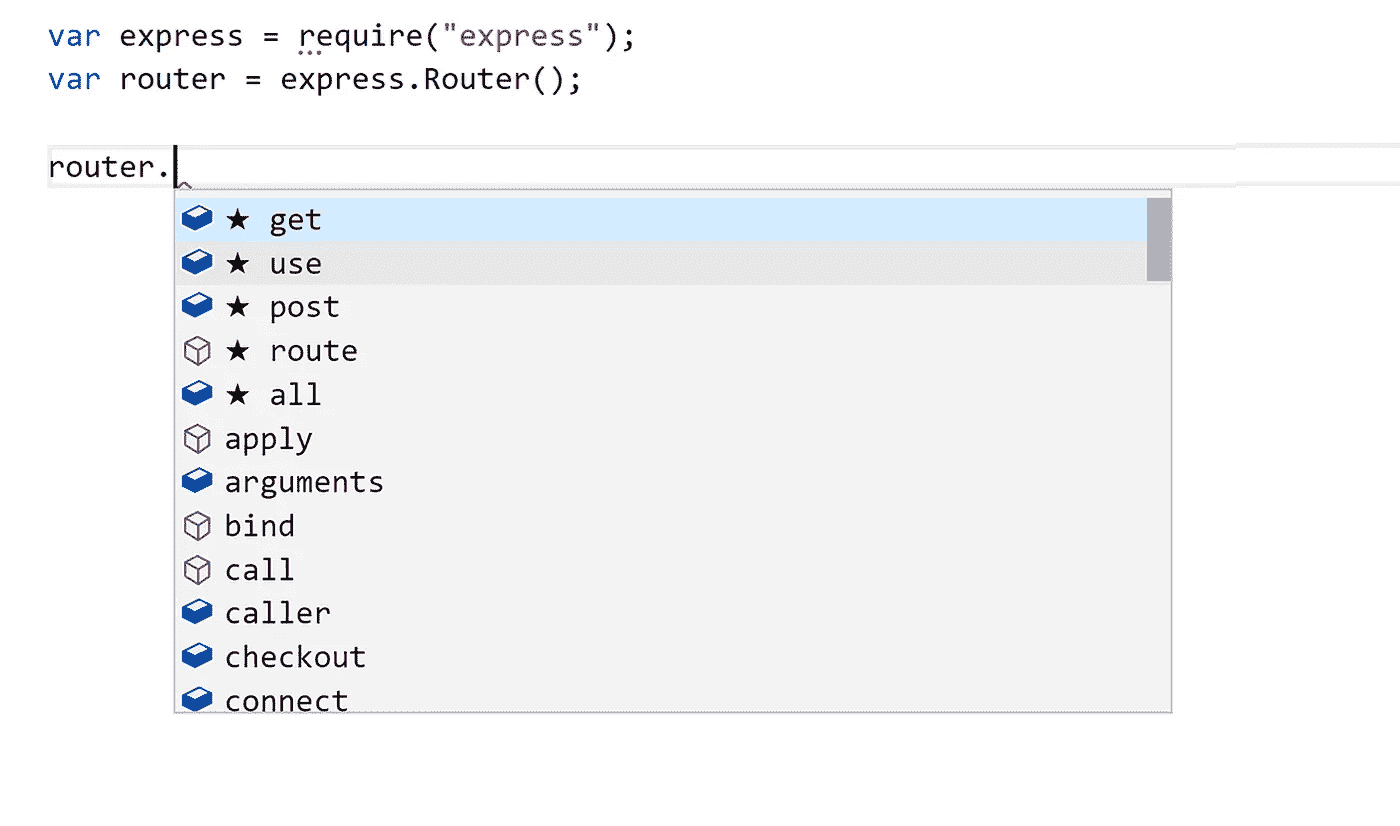 var express = require("express");
var router = express.Router();
router.
★ get
★ use
★ post
★ route
★ all
apply
arguments
bind
call
caller
checkout
connect